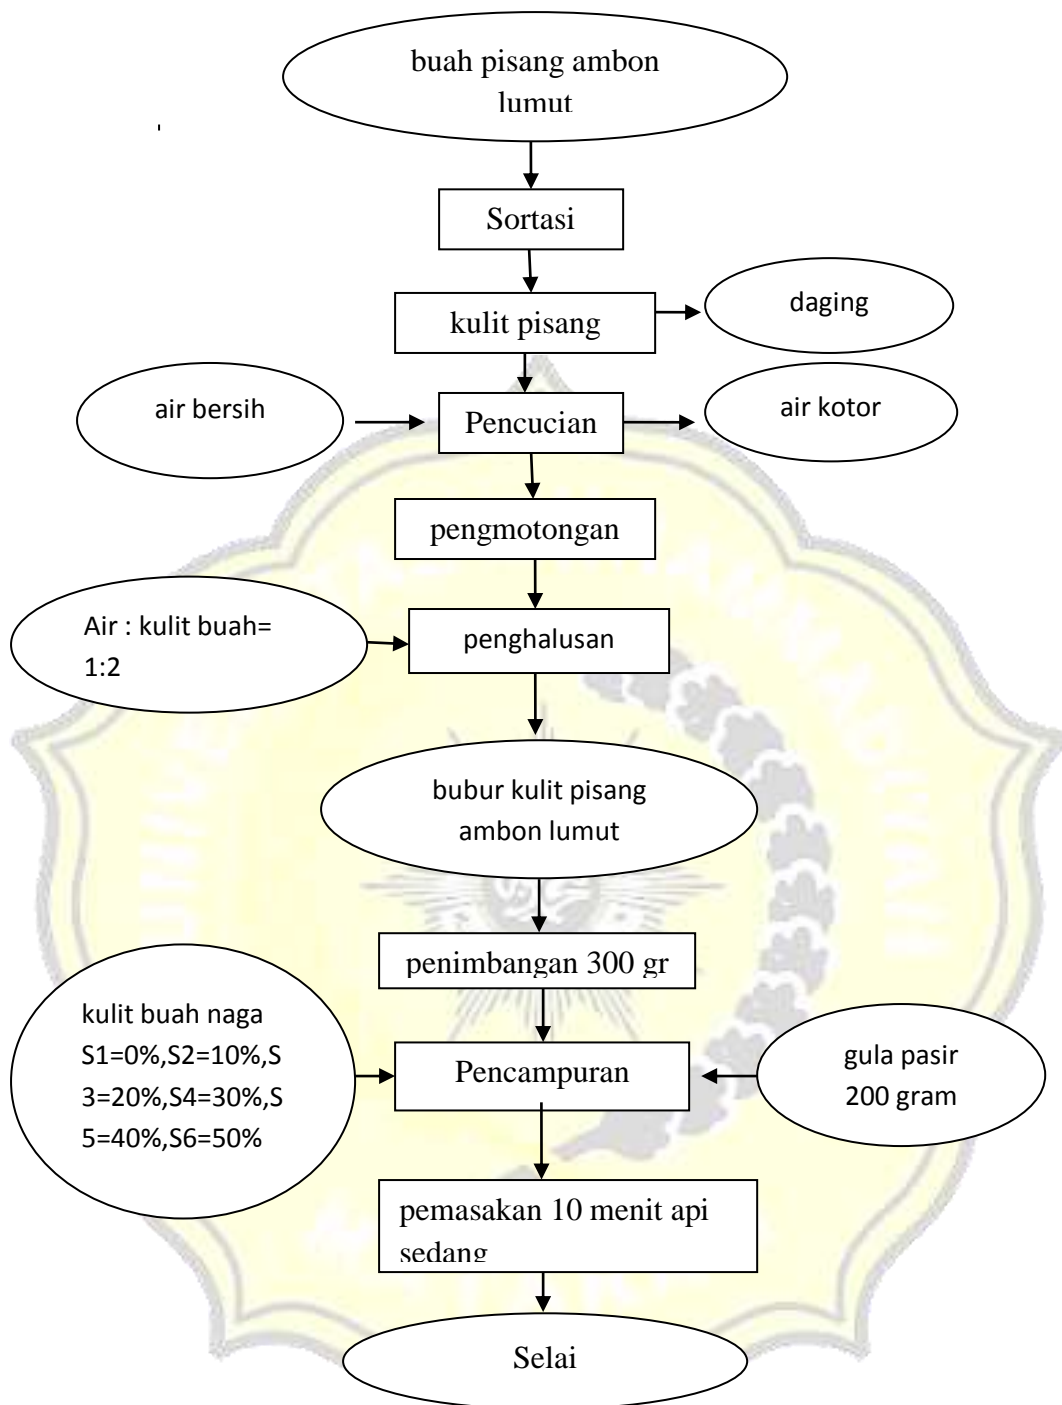 buah pisang ambon
lumut
Sortasi
kulit pisang
daging
air bersih
Pencucian
air kotor
pengmotongan
Air : kulit buah=
1:2
penghalusan
bubur kulit pisang
ambon lumut
penimbangan 300 gr
kulit buah naga
S1=0%,S2=10%,S
3=20%,S4=30%,S
5=40%,S6=50%
Pencampuran
gula pasir
200 gram
pemasakan 10 menit api
sedang
Selai